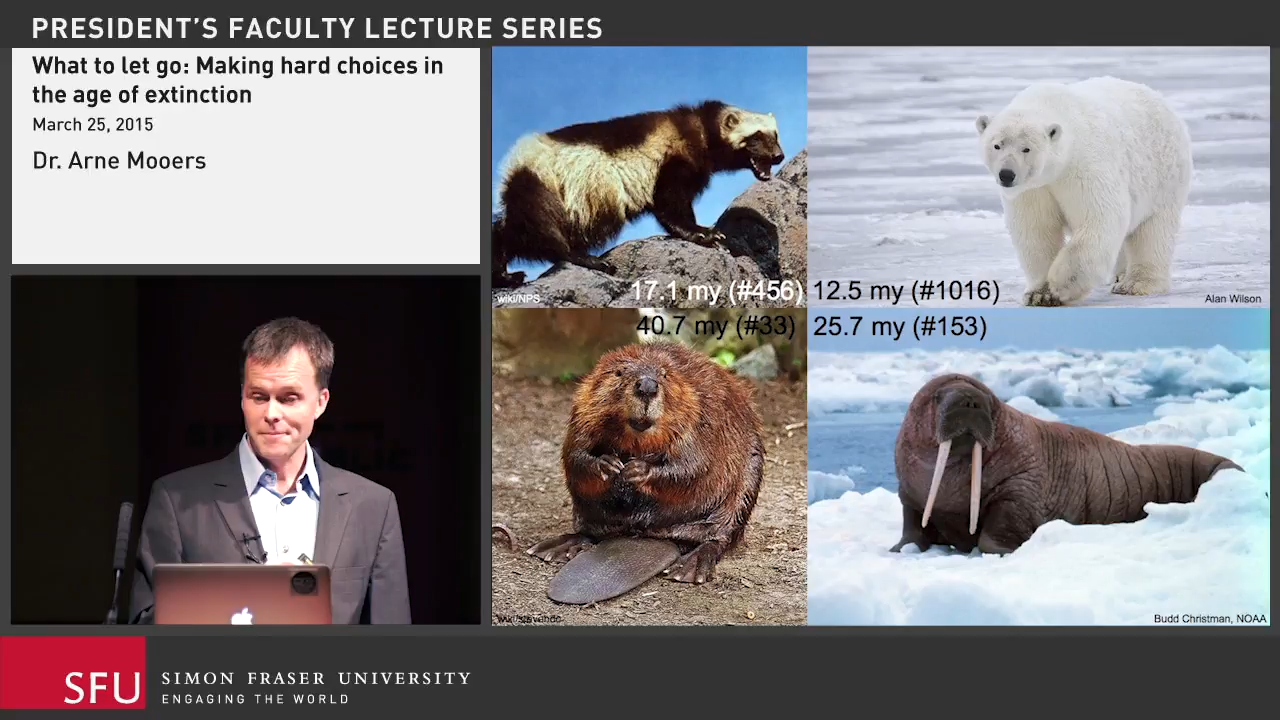 PRESIDENT'S FACULTY LECTURE SERIES
What to let go: Making hard choices in
the age of extinction
March 25, 2015
Dr. Arne Mooers
wiki/NPS
17.1 my (#456)
12.5 my (#1016)
Alan Wilson
40.7 my (#33)
25.7 my (#153)
Budd Christman, NOAA
SFU
SIMON FRASER UNIVERSITY
ENGAGING THE WORLD